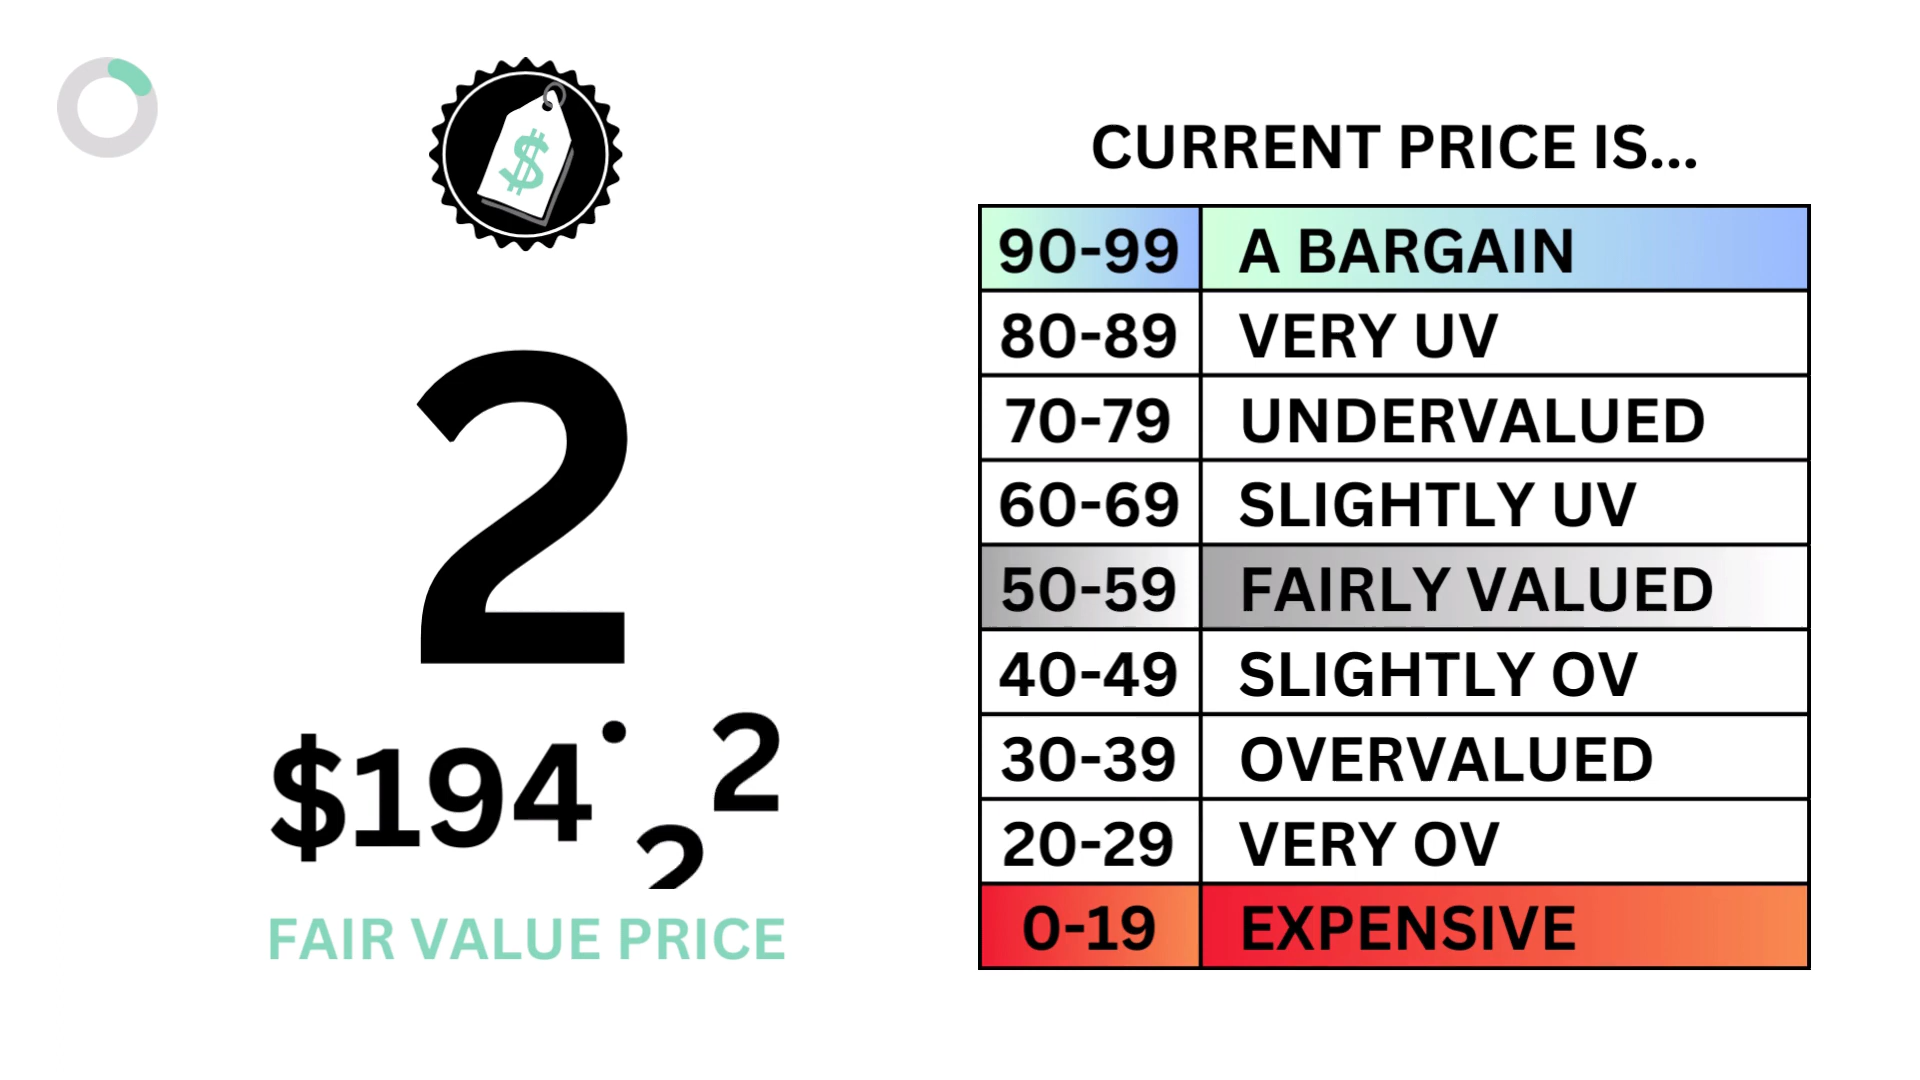 $
2
$194.22
FAIR VALUE PRICE
CURRENT PRICE IS...
90-99 A BARGAIN
80-89 VERY UV
70-79 UNDERVALUED
60-69 SLIGHTLY UV
50-59 FAIRLY VALUED
40-49 SLIGHTLY OV
30-39 OVERVALUED
20-29 VERY OV
0-19 EXPENSIVE